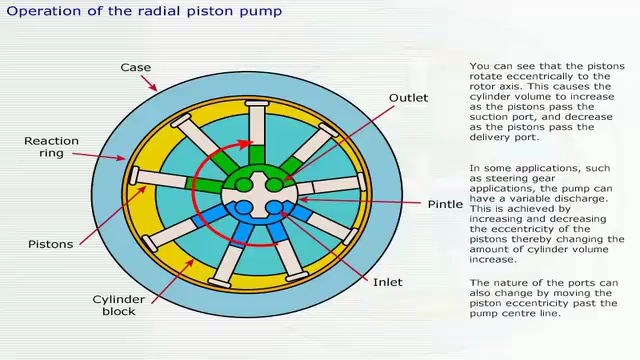 Operation of the radial piston pump
Case
Outlet
Reaction
ring
Pintle
Pistons
Inlet
Cylinder
block
You can see that the pistons
rotate eccentrically to the
rotor axis. This causes the
cylinder volume to increase
as the pistons pass the
suction port, and decrease
as the pistons pass the
delivery port.
In some applications, such
as steering gear
applications, the pump can
have a variable discharge.
This is achieved by
increasing and decreasing
the eccentricity of the
pistons thereby changing the
amount of cylinder volume
increase.
The nature of the ports can
also change by moving the
piston eccentricity past the
pump centre line.